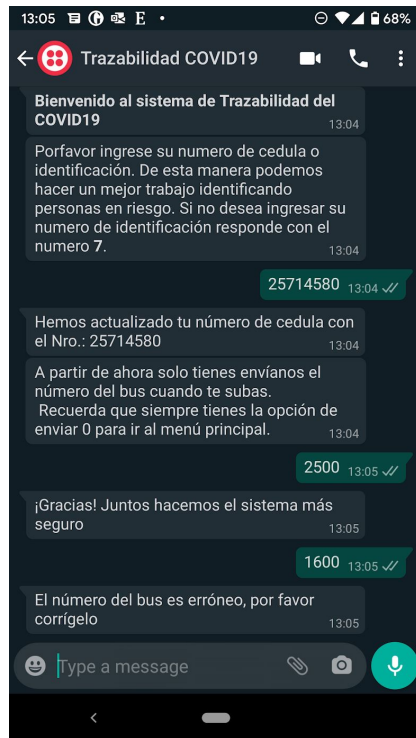 13:05 E • 68%
Trazabilidad COVID19
Bienvenido al sistema de Trazabilidad del
COVID19
13:04
Porfavor ingrese su numero de cedula o
identificación. De esta manera podemos
hacer un mejor trabajo identificando
personas en riesgo. Si no desea ingresar su
numero de identificación responde con el
numero 7.
13:04
25714580 13:04
Hemos actualizado tu número de cedula con
el Nro.: 25714580
13:04
A partir de ahora solo tienes envíanos el
número del bus cuando te subas.
Recuerda que siempre tienes la opción de
enviar 0 para ir al menú principal.
13:04
2500 13:05
¡Gracias! Juntos hacemos el sistema más
seguro
13:05
1600 13:05
El número del bus es erróneo, por favor
corrígelo
13:05
Type a message